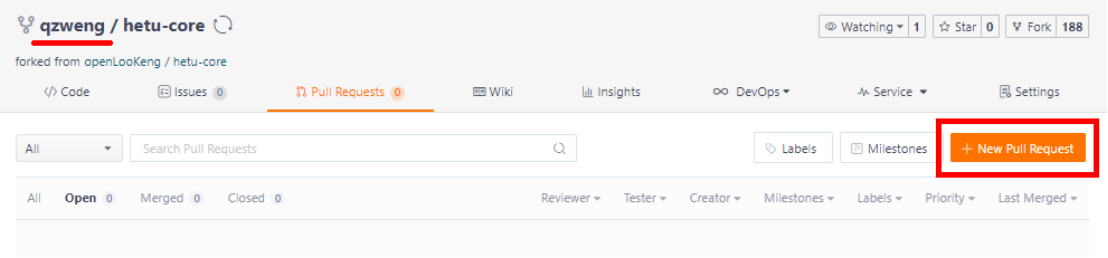 qzweng / hetu-core Watching 1 Star 0 Fork 188
forked from openLooKeng / hetu-core
</> Code Issues 0 Pull Requests 0 Wiki Insights DevOps Service Settings
All Search Pull Requests Labels Milestones + New Pull Request
All Open 0 Merged 0 Closed 0 Reviewer Tester Creator Milestones Labels Priority Last Merged